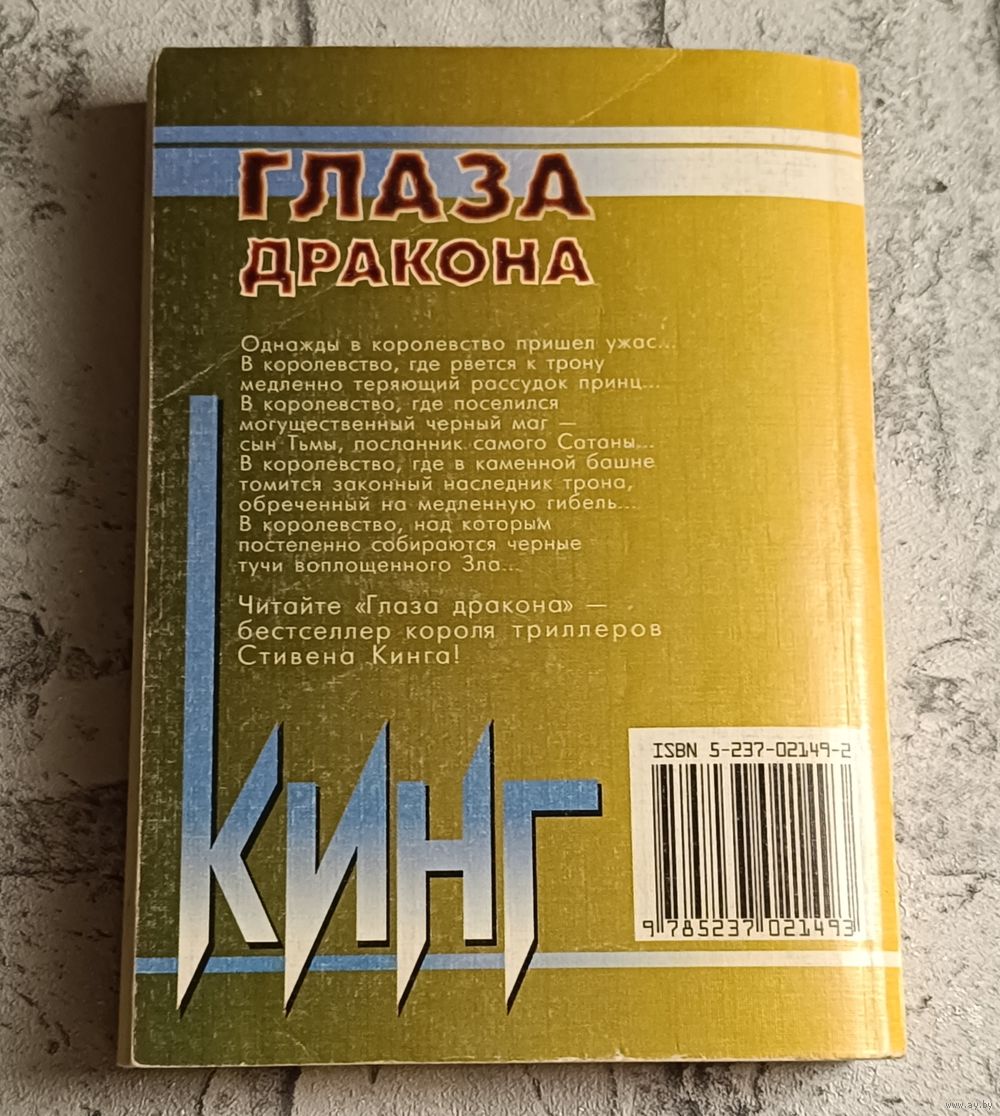 ГЛАЗА
ДРАКОНА
Однажды в королевство пришел ужас...
В королевство, где рвется к трону
медленно теряющий рассудок принц...
В королевство, где поселился
могущественный черный маг —
сын Тьмы, посланник самого Сатаны...
В королевство, где в каменной башне
томится законный наследник трона,
обреченный на медленную гибель...
В королевство, над которым
постепенно собираются черные
тучи воплощенного Зла...
Читайте «Глаза дракона» —
бестселлер короля триллеров
Стивена Кинга!
ISBN 5-237-02149-2
9 785237 021493
КИНГ
www.ay.by